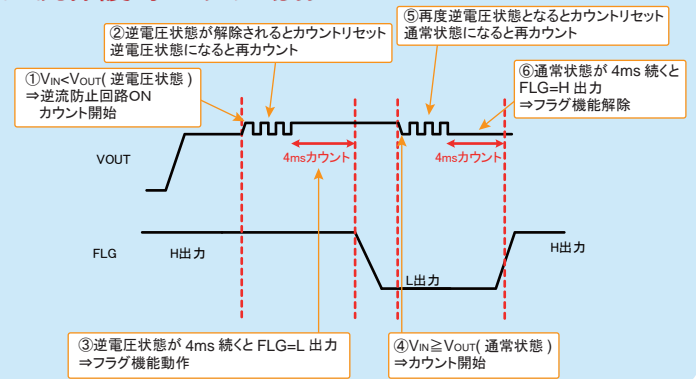 ②逆電圧状態が解除されるとカウントリセット
逆電圧状態になると再カウント
⑤再度逆電圧状態となるとカウントリセット
通常状態になると再カウント
①VIN<VOUT( 逆電圧状態 )
⇒逆流防止回路ON
カウント開始
⑥通常状態が 4ms 続くと
FLG=H 出力
⇒フラグ機能解除
VOUT
4msカウント
4msカウント
FLG
H出力
H出力
L出力
③逆電圧状態が 4ms 続くと FLG=L 出力
⇒フラグ機能動作
④VIN≧VOUT( 通常状態 )
⇒カウント開始